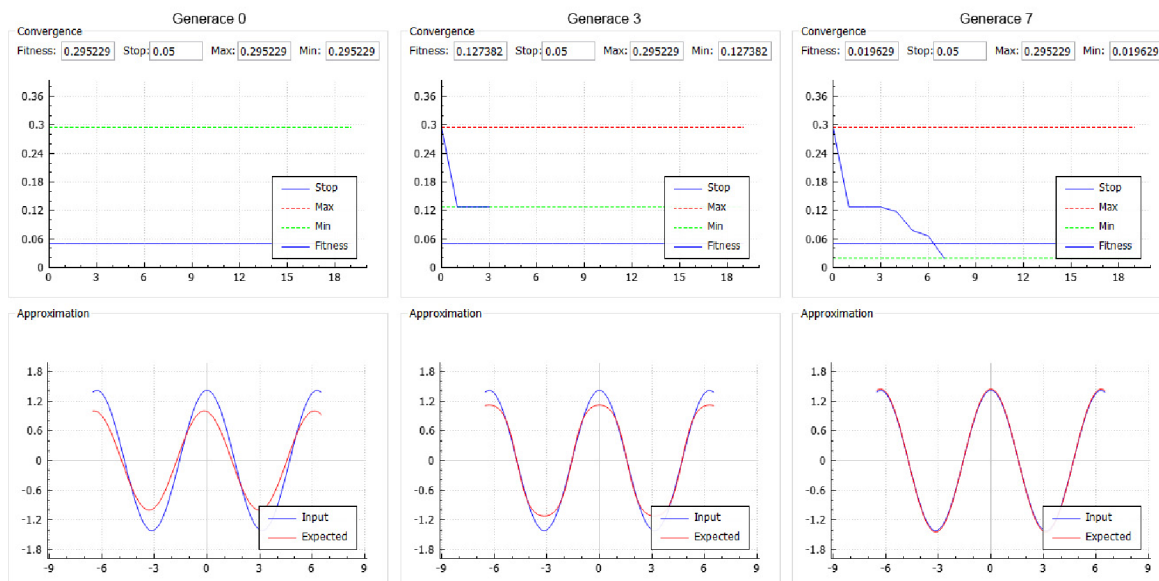 Generace 0
Convergence
Fitness: 0.295229 Stop: 0.05 Max: 0.295229 Min: 0.295229
0.36
0.3
0.24
0.18
0.12
0.06
0
0 3 6 9 12 15 18
Stop
Max
Min
Fitness
Approximation
1.8
1.2
0.6
0
-0.6
-1.2
-1.8
-9 -6 -3 0 3 6 9
Input
Expected
Generace 3
Convergence
Fitness: 0.127382 Stop: 0.05 Max: 0.295229 Min: 0.127382
0.36
0.3
0.24
0.18
0.12
0.06
0
0 3 6 9 12 15 18
Stop
Max
Min
Fitness
Approximation
1.8
1.2
0.6
0
-0.6
-1.2
-1.8
-9 -6 -3 0 3 6 9
Input
Expected
Generace 7
Convergence
Fitness: 0.019629 Stop: 0.05 Max: 0.295229 Min: 0.019629
0.36
0.3
0.24
0.18
0.12
0.06
0
0 3 6 9 12 15 18
Stop
Max
Min
Fitness
Approximation
1.8
1.2
0.6
0
-0.6
-1.2
-1.8
-9 -6 -3 0 3 6 9
Input
Expected